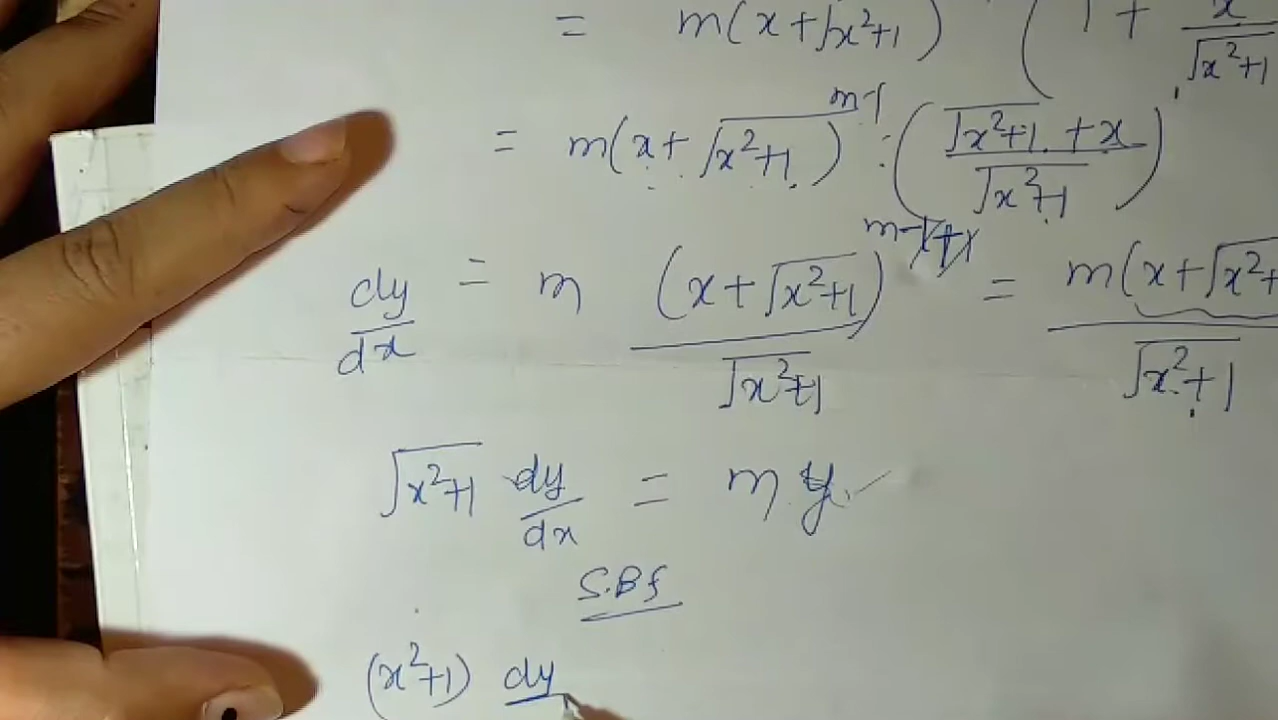 = m(x+√x²+1) (1 + x/√x²+1
= m(x+√x²+1)^m-1 . (√x²+1 + x / √x²+1)
dy/dx = m (x+√x²+1)^m-1+1 / √x²+1 = m(x+√x²+ / √x²+1
√x²+1 dy/dx = m y
S.B.S
(x²+1) dy